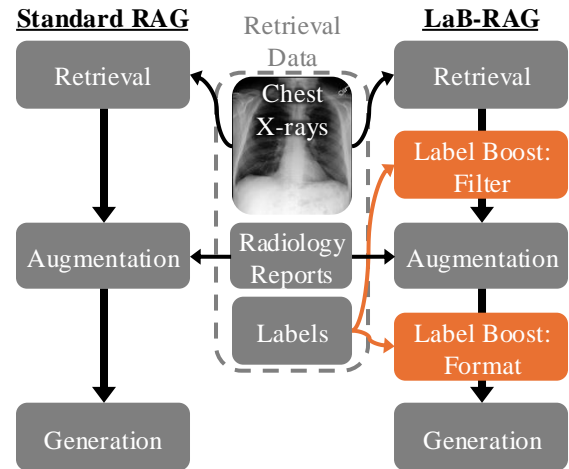 Standard RAG
Retrieval
Augmentation
Generation
Retrieval
Data
Chest
X-rays
Radiology
Reports
Labels
LaB-RAG
Retrieval
Label Boost:
Filter
Augmentation
Label Boost:
Format
Generation